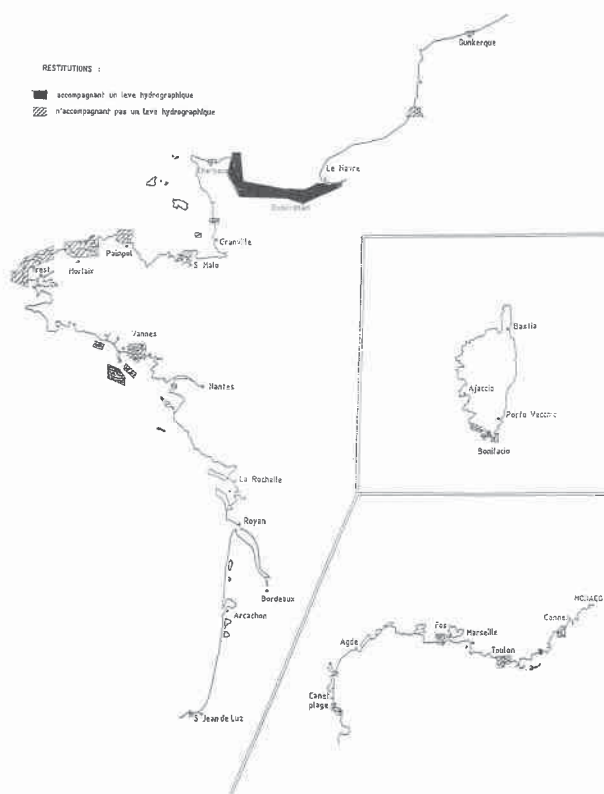 RESTITUTIONS :
accompagnant un levé hydrographique
n'accompagnant pas un levé hydrographique
Dunkerque
Le Havre
Granville
S. Malo
Paimpol
Morlaix
Brest
Vannes
Nantes
La Rochelle
Royan
Bordeaux
Arcachon
S. Jean de Luz
Bastia
Ajaccio
Porto Vecchio
Bonifacio
MONACO
Cannes
Fos
Marseille
Toulon
Agde
Canet
plage